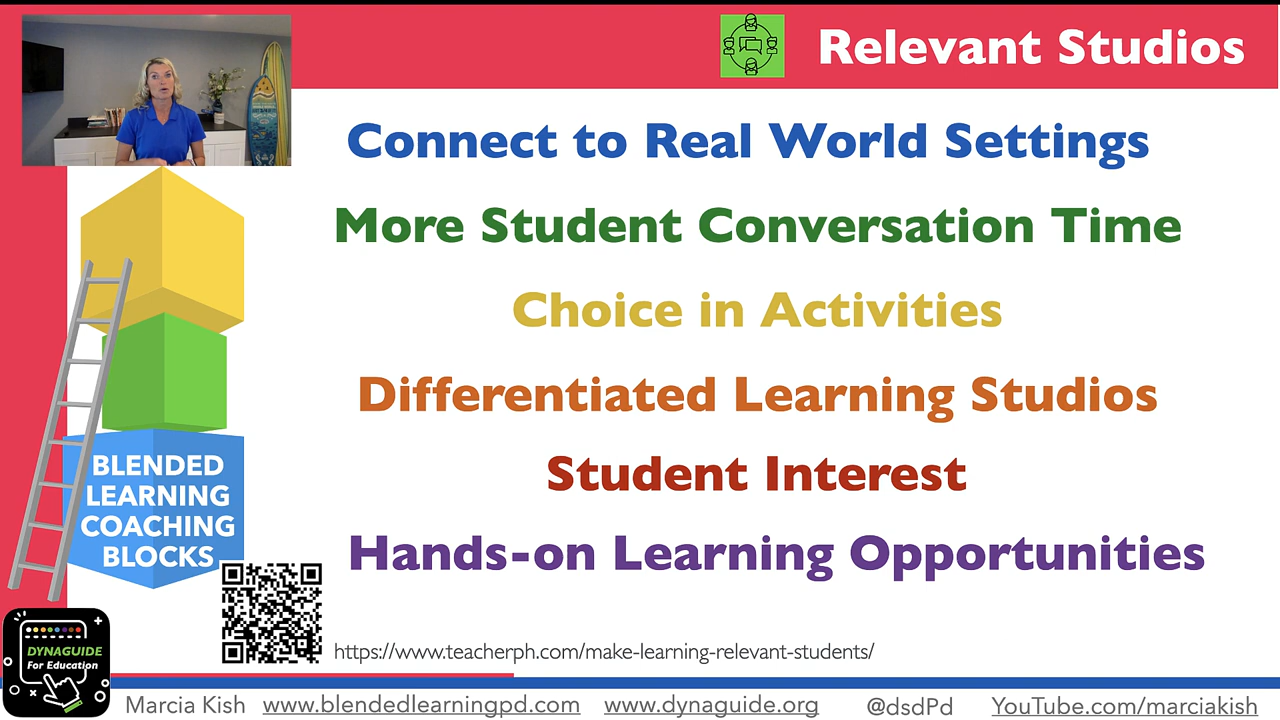 Relevant Studios
Connect to Real World Settings
More Student Conversation Time
Choice in Activities
Differentiated Learning Studios
Student Interest
Hands-on Learning Opportunities
BLENDED
LEARNING
COACHING
BLOCKS
https://www.teacherph.com/make-learning-relevant-students/
DYNAGUIDE
For Education
Marcia Kish www.blendedlearningpd.com www.dynaguide.org @dsdPd YouTube.com/marciakish